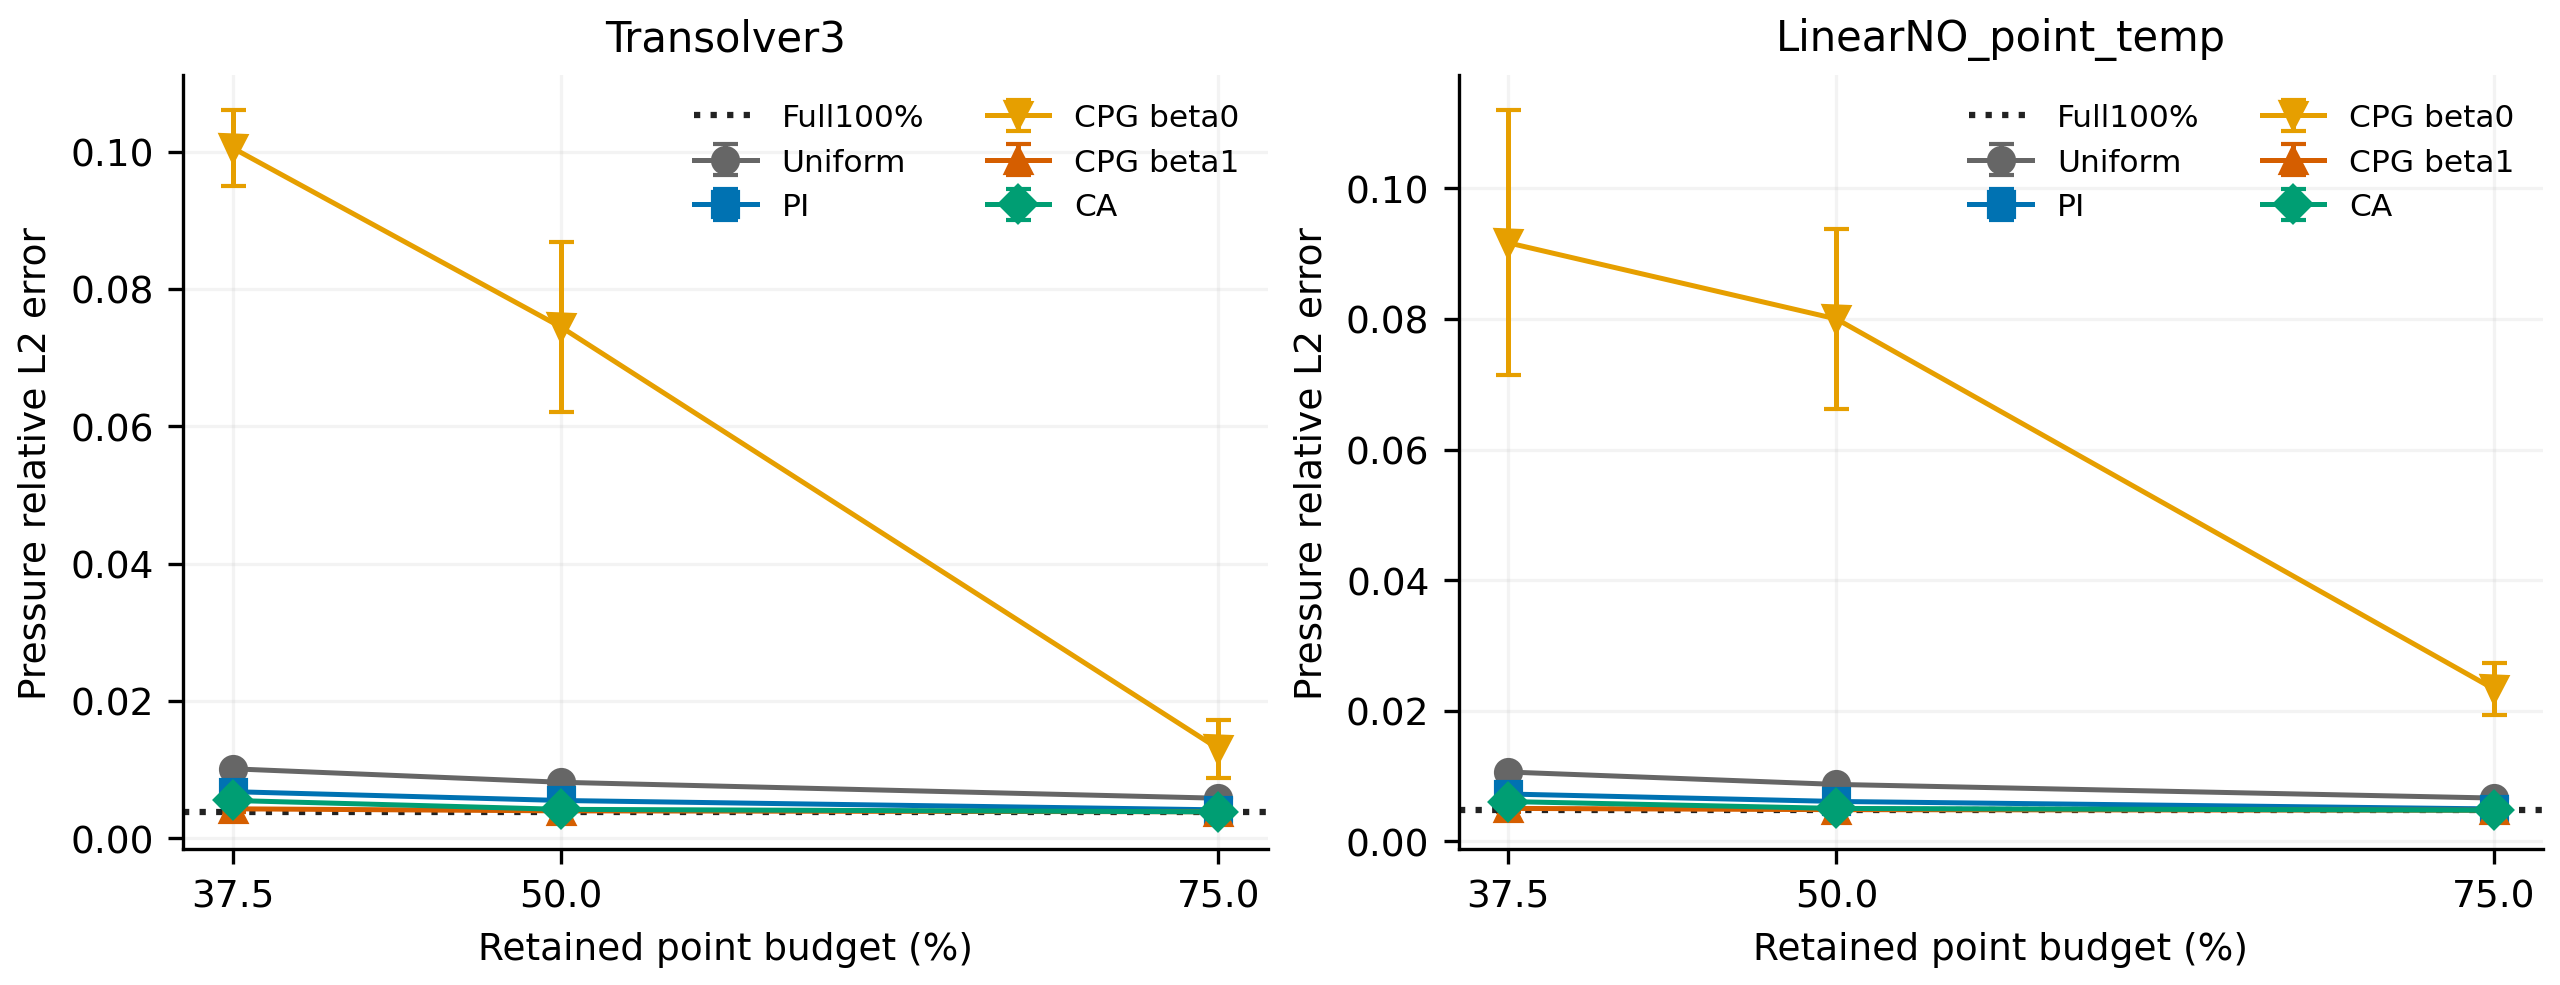 Transolver3
Pressure relative L2 error
0.10
0.08
0.06
0.04
0.02
0.00
Full100%
Uniform
PI
CPG beta0
CPG beta1
CA
37.5
50.0
75.0
Retained point budget (%)
LinearNO_point_temp
Pressure relative L2 error
0.10
0.08
0.06
0.04
0.02
0.00
Full100%
Uniform
PI
CPG beta0
CPG beta1
CA
37.5
50.0
75.0
Retained point budget (%)